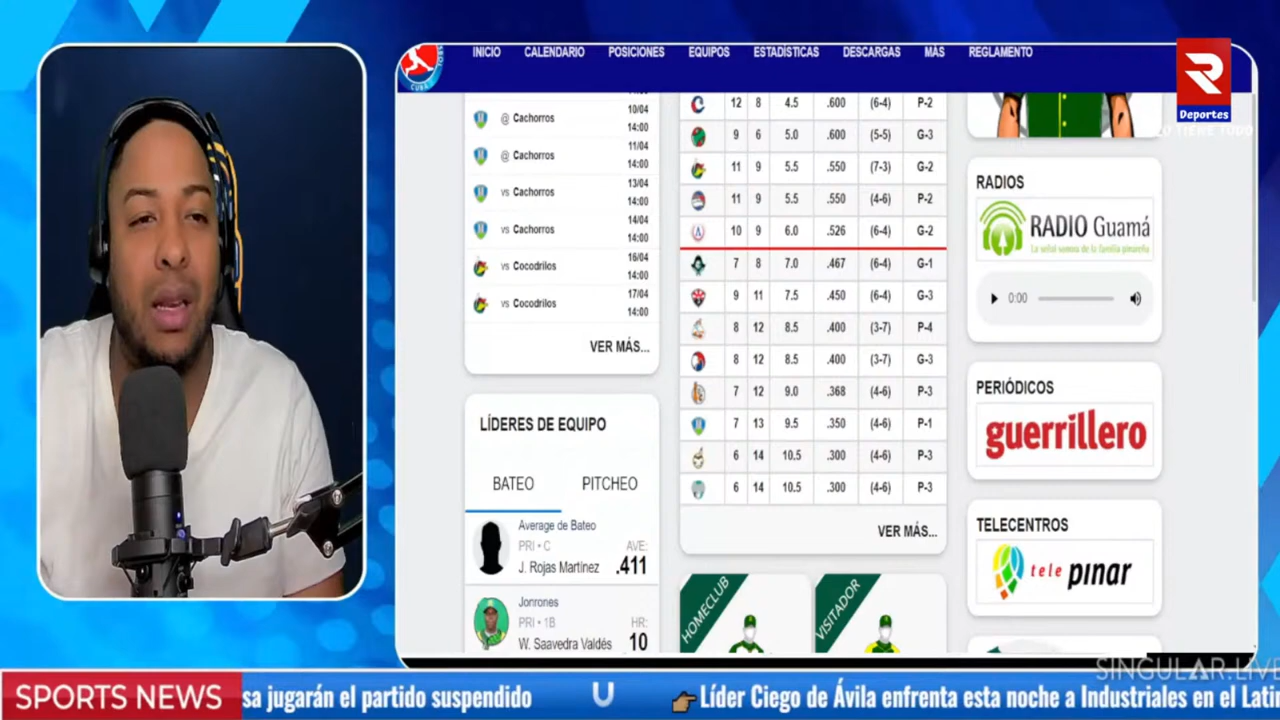 INICIO CALENDARIO POSICIONES EQUIPOS ESTADÍSTICAS DESCARGAS MÁS REGLAMENTO
Deportes
CUBA
10/04
@ Cachorros
14:00
11/04
@ Cachorros
14:00
13/04
vs Cachorros
14:00
14/04
vs Cachorros
14:00
16/04
vs Cocodrilos
14:00
17/04
vs Cocodrilos
14:00
VER MÁS...
LÍDERES DE EQUIPO
BATEO PITCHEO
Average de Bateo
PRI • C AVE:
J. Rojas Martínez .411
Jonrones
PRI • 1B HR:
W. Saavedra Valdés 10
12 8 4.5 .600 (6-4) P-2
9 6 5.0 .600 (5-5) G-3
11 9 5.5 .550 (7-3) G-2
11 9 5.5 .550 (4-6) P-2
10 9 6.0 .526 (6-4) G-2
7 8 7.0 .467 (6-4) G-1
9 11 7.5 .450 (6-4) G-3
8 12 8.5 .400 (3-7) P-4
8 12 8.5 .400 (3-7) G-3
7 12 9.0 .368 (4-6) P-3
7 13 9.5 .350 (4-6) P-1
6 14 10.5 .300 (4-6) P-3
6 14 10.5 .300 (4-6) P-3
VER MÁS...
HOMECLUB
VISITADOR
LO TIENE TODO
RADIOS
RADIO Guamá
La señal sonora de la familia pinareña
0:00
PERIÓDICOS
guerrillero
TELECENTROS
tele pinar
SINGULAR.LIVE
SPORTS NEWS
sa jugarán el partido suspendido
Líder Ciego de Ávila enfrenta esta noche a Industriales en el Latin